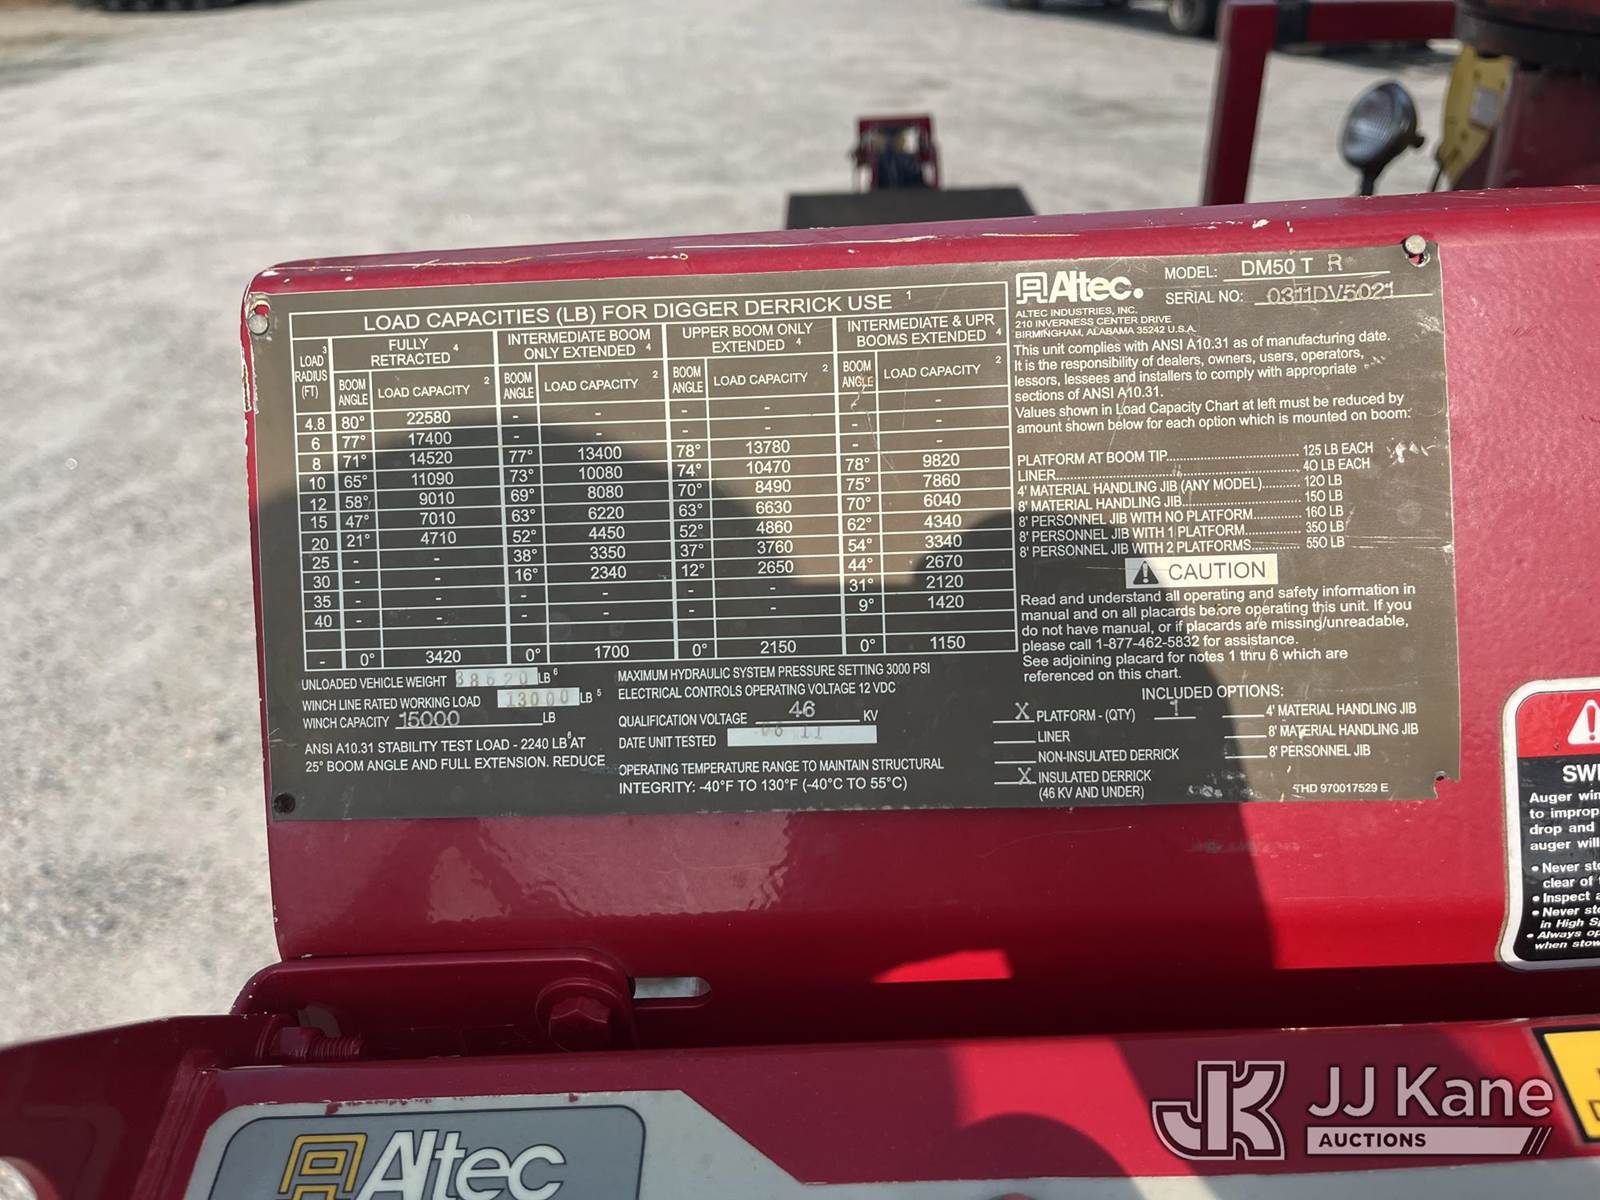 LOAD CAPACITIES (LB) FOR DIGGER DERRICK USE 1
LOAD 3 RADIUS (FT) | FULLY RETRACTED 4 | INTERMEDIATE BOOM ONLY EXTENDED 4 | UPPER BOOM ONLY EXTENDED 4 | INTERMEDIATE & UPR BOOMS EXTENDED 4
BOOM ANGLE | LOAD CAPACITY 2 | BOOM ANGLE | LOAD CAPACITY 2 | BOOM ANGLE | LOAD CAPACITY 2 | BOOM ANGLE | LOAD CAPACITY 2
4.8 80° 22580 - - - - - -
6 77° 17400 - - - - - -
8 71° 14520 77° 13400 78° 13780 - -
10 65° 11090 73° 10080 74° 10470 78° 9820
12 58° 9010 69° 8080 70° 8490 75° 7860
15 47° 7010 63° 6220 63° 6630 70° 6040
20 21° 4710 52° 4450 52° 4860 62° 4340
25 - - 38° 3350 37° 3760 54° 3340
30 - - 16° 2340 12° 2650 44° 2670
35 - - - - - - 31° 2120
40 - - - - - - 9° 1420
- 0° 3420 0° 1700 0° 2150 0° 1150
UNLOADED VEHICLE WEIGHT 38620 LB 6
WINCH LINE RATED WORKING LOAD 13000 LB 5
WINCH CAPACITY 15000 LB
ANSI A10.31 STABILITY TEST LOAD - 2240 LB 6 AT
25° BOOM ANGLE AND FULL EXTENSION. REDUCE
MAXIMUM HYDRAULIC SYSTEM PRESSURE SETTING 3000 PSI
ELECTRICAL CONTROLS OPERATING VOLTAGE 12 VDC
QUALIFICATION VOLTAGE 46 KV
DATE UNIT TESTED 06 11
OPERATING TEMPERATURE RANGE TO MAINTAIN STRUCTURAL
INTEGRITY: -40°F TO 130°F (-40°C TO 55°C)
Altec.
MODEL: DM50 T R
SERIAL NO: 0311DV5021
ALTEC INDUSTRIES, INC.
210 INVERNESS CENTER DRIVE
BIRMINGHAM, ALABAMA 35242 U.S.A.
This unit complies with ANSI A10.31 as of manufacturing date.
It is the responsibility of dealers, owners, users, operators,
lessors, lessees and installers to comply with appropriate
sections of ANSI A10.31.
Values shown in Load Capacity Chart at left must be reduced by
amount shown below for each option which is mounted on boom:
PLATFORM AT BOOM TIP 125 LB EACH
LINER 40 LB EACH
4' MATERIAL HANDLING JIB (ANY MODEL) 120 LB
8' MATERIAL HANDLING JIB 150 LB
8' PERSONNEL JIB WITH NO PLATFORM 160 LB
8' PERSONNEL JIB WITH 1 PLATFORM 350 LB
8' PERSONNEL JIB WITH 2 PLATFORMS 550 LB
CAUTION
Read and understand all operating and safety information in
manual and on all placards before operating this unit. If you
do not have manual, or if placards are missing/unreadable,
please call 1-877-462-5832 for assistance.
See adjoining placard for notes 1 thru 6 which are
referenced on this chart.
INCLUDED OPTIONS:
X PLATFORM - (QTY) 1
LINER
NON-INSULATED DERRICK
X INSULATED DERRICK
(46 KV AND UNDER)
4' MATERIAL HANDLING JIB
8' MATERIAL HANDLING JIB
8' PERSONNEL JIB
THD 970017529 E
Auger win
to improp
drop and
auger will
• Never sto
clear of
• Inspect a
• Never sto
in High S
• Always op
when stow
Altec
JK JJ Kane
AUCTIONS